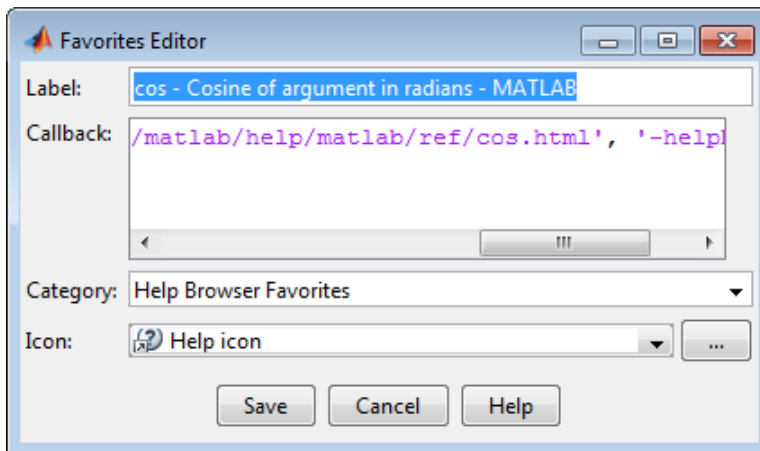 Favorites Editor
Label: cos - Cosine of argument in radians - MATLAB
Callback: /matlab/help/matlab/ref/cos.html', '-help
Category: Help Browser Favorites
Icon: Help icon ...
Save Cancel Help